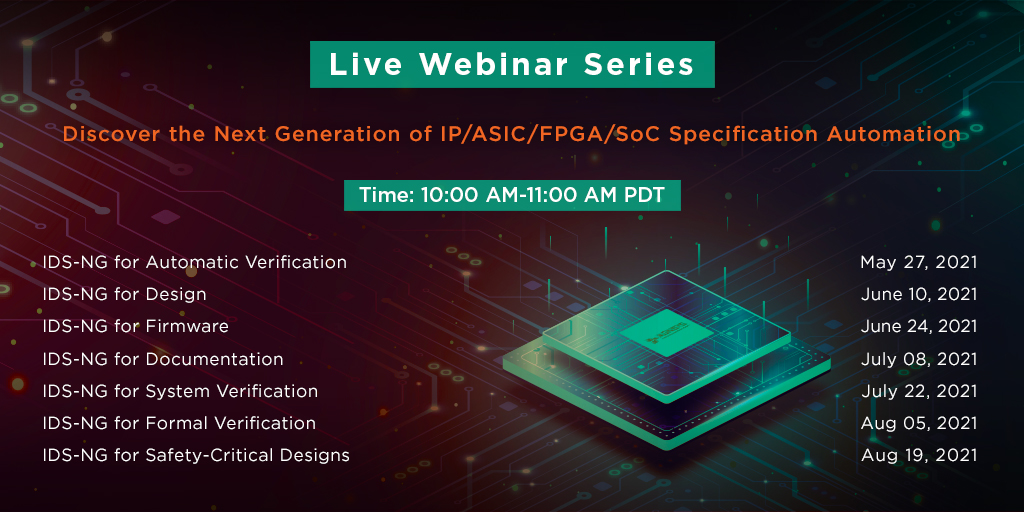 Live Webinar Series
Discover the Next Generation of IP/ASIC/FPGA/SoC Specification Automation
Time: 10:00 AM-11:00 AM PDT
IDS-NG for Automatic Verification May 27, 2021
IDS-NG for Design June 10, 2021
IDS-NG for Firmware June 24, 2021
IDS-NG for Documentation July 08, 2021
IDS-NG for System Verification July 22, 2021
IDS-NG for Formal Verification Aug 05, 2021
IDS-NG for Safety-Critical Designs Aug 19, 2021